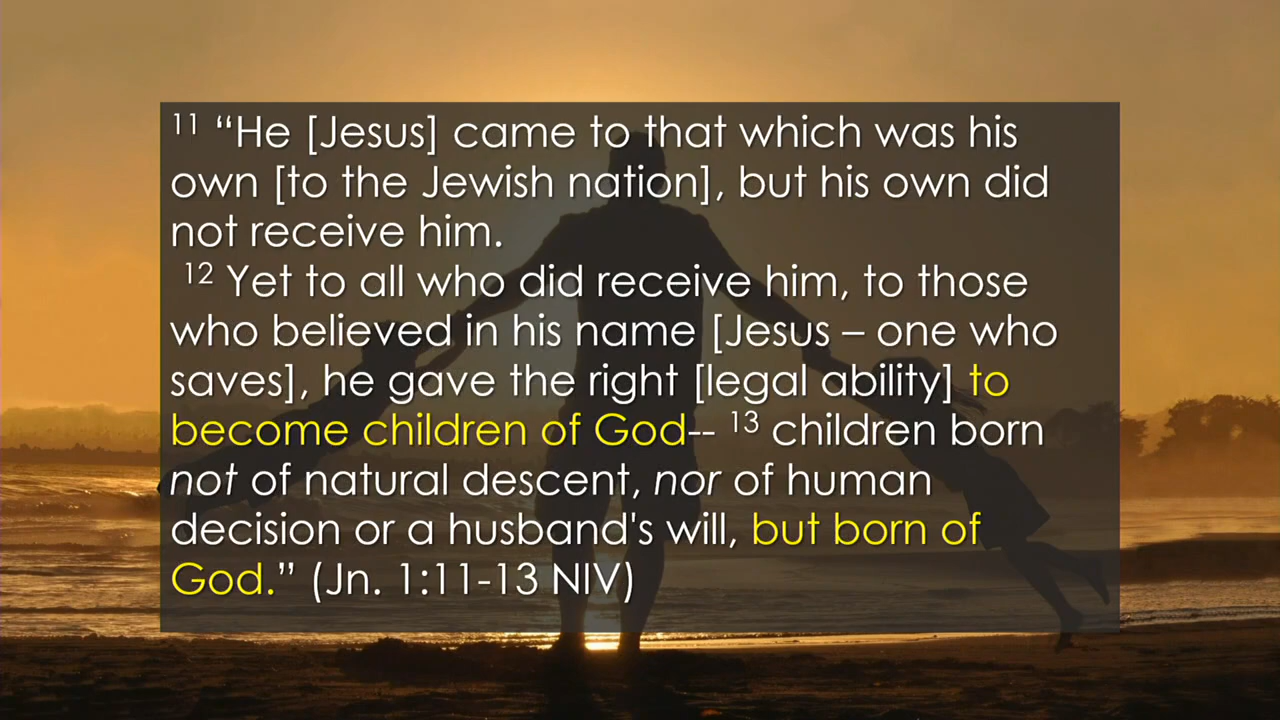 11 “He [Jesus] came to that which was his
own [to the Jewish nation], but his own did
not receive him.
12 Yet to all who did receive him, to those
who believed in his name [Jesus – one who
saves], he gave the right [legal ability] to
become children of God-- 13 children born
not of natural descent, nor of human
decision or a husband's will, but born of
God.” (Jn. 1:11-13 NIV)